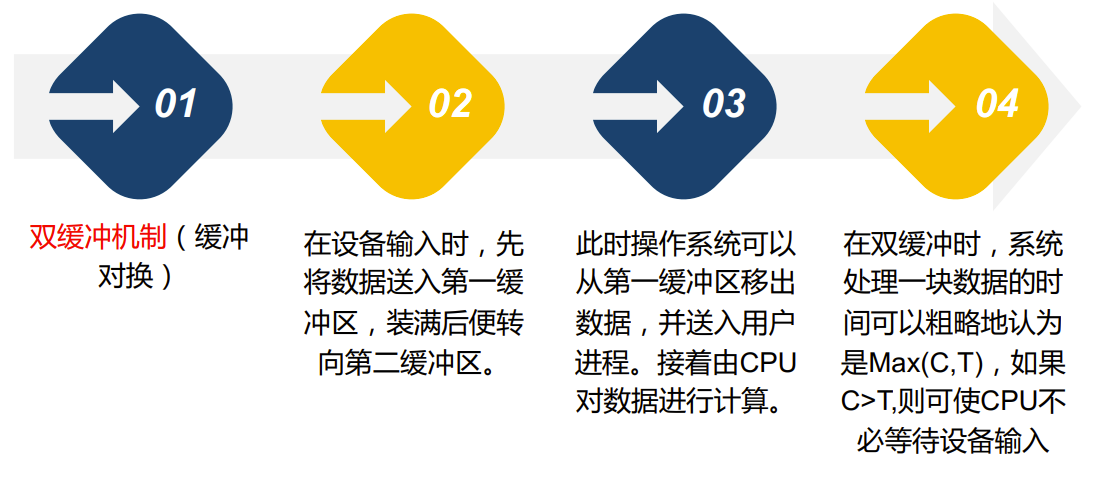 01
双缓冲机制（缓冲
对换）
02
在设备输入时，先
将数据送入第一缓
冲区，装满后便转
向第二缓冲区。
03
此时操作系统可以
从第一缓冲区移出
数据，并送入用户
进程。接着由CPU
对数据进行计算。
04
在双缓冲时，系统
处理一块数据的时
间可以粗略地认为
是Max(C,T)，如果
C>T,则可使CPU不
必等待设备输入